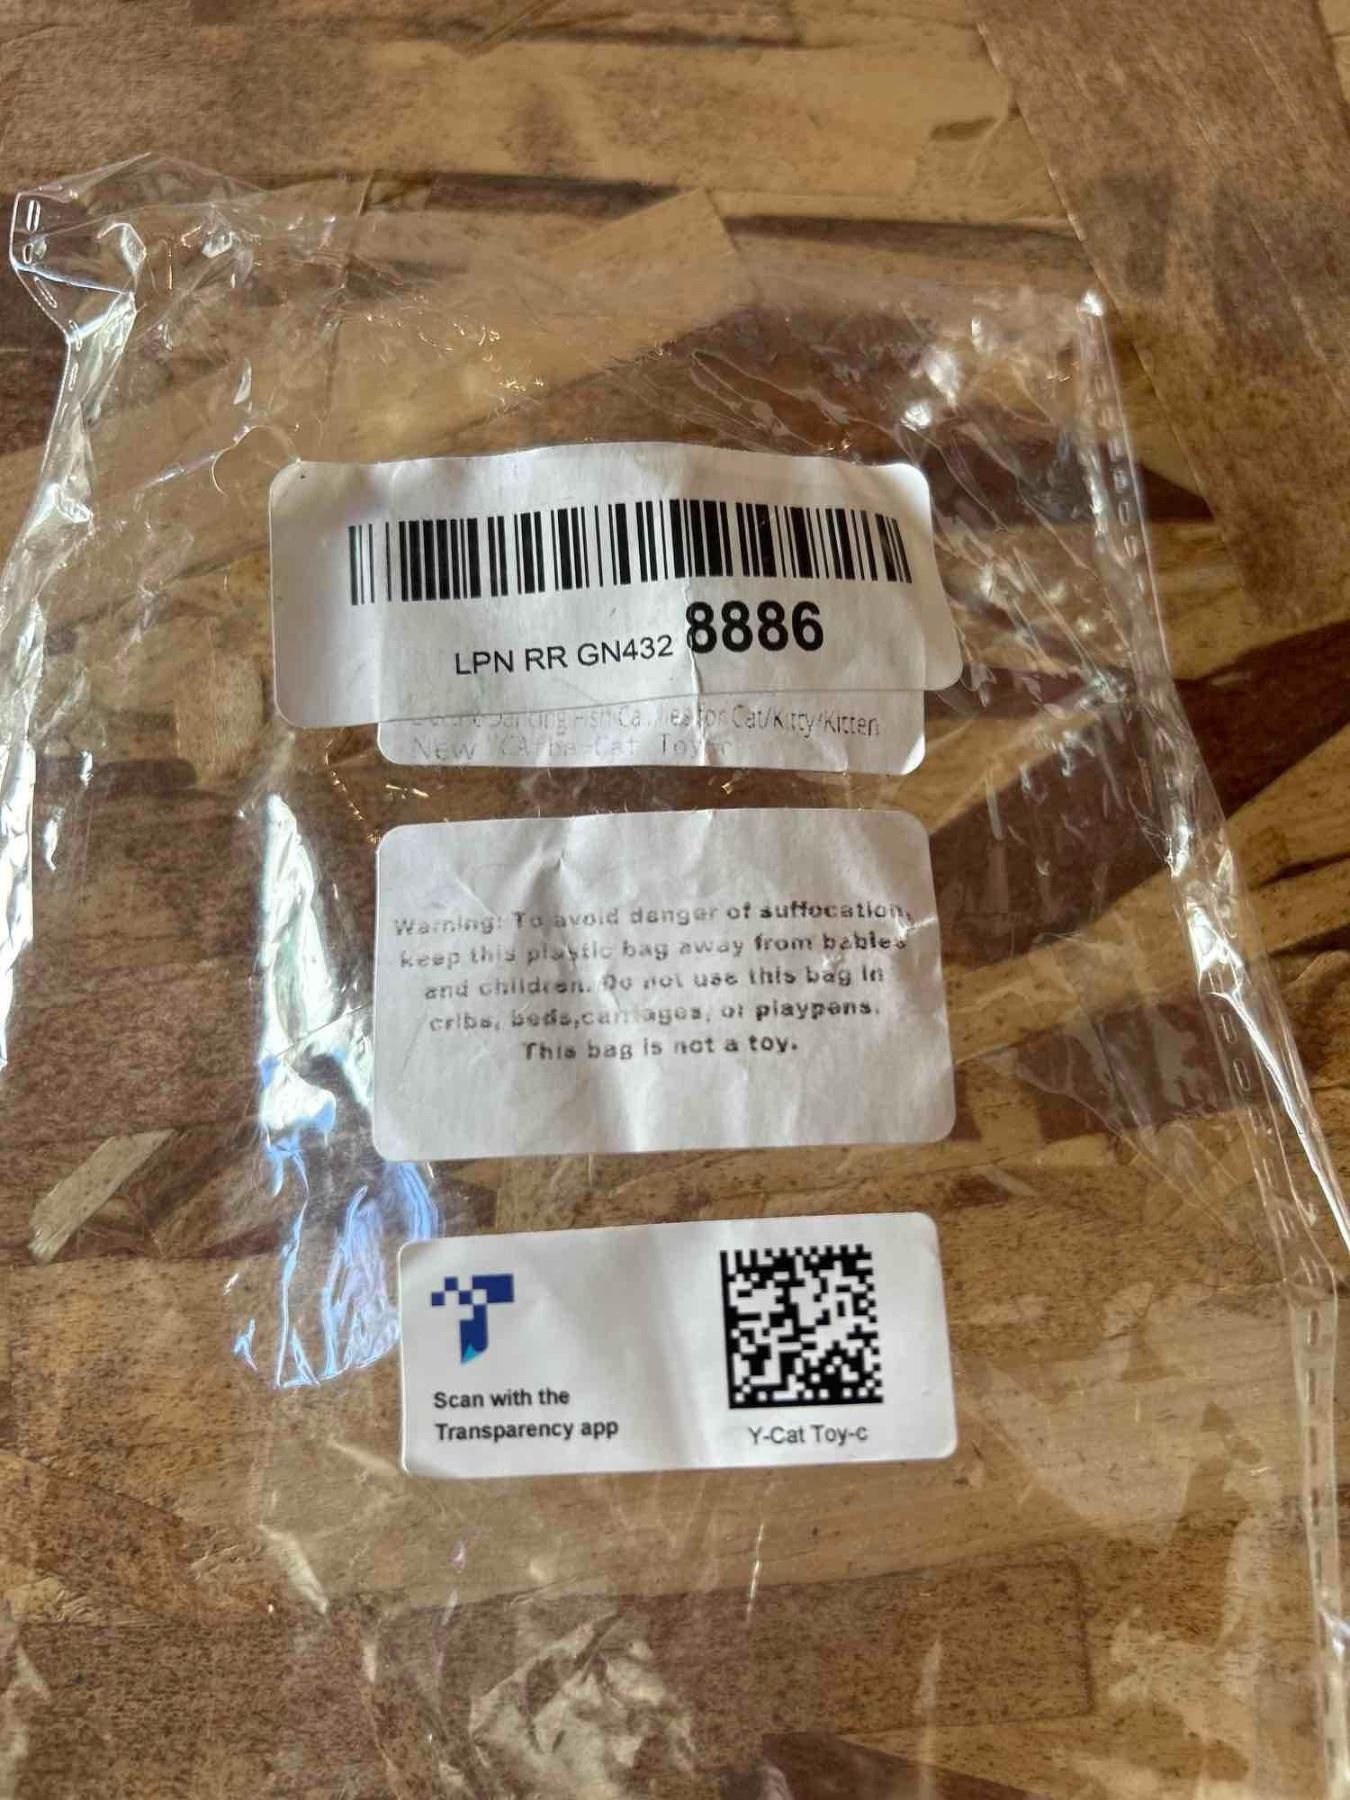 LPN RR GN432 8886
Dancing Fish for Cat/Kitty/Kitten
New
Warning: To avoid danger of suffocation,
keep this plastic bag away from babies
and children. Do not use this bag in
cribs, beds,carriages, or playpens.
This bag is not a toy.
Scan with the
Transparency app
Y-Cat Toy-c